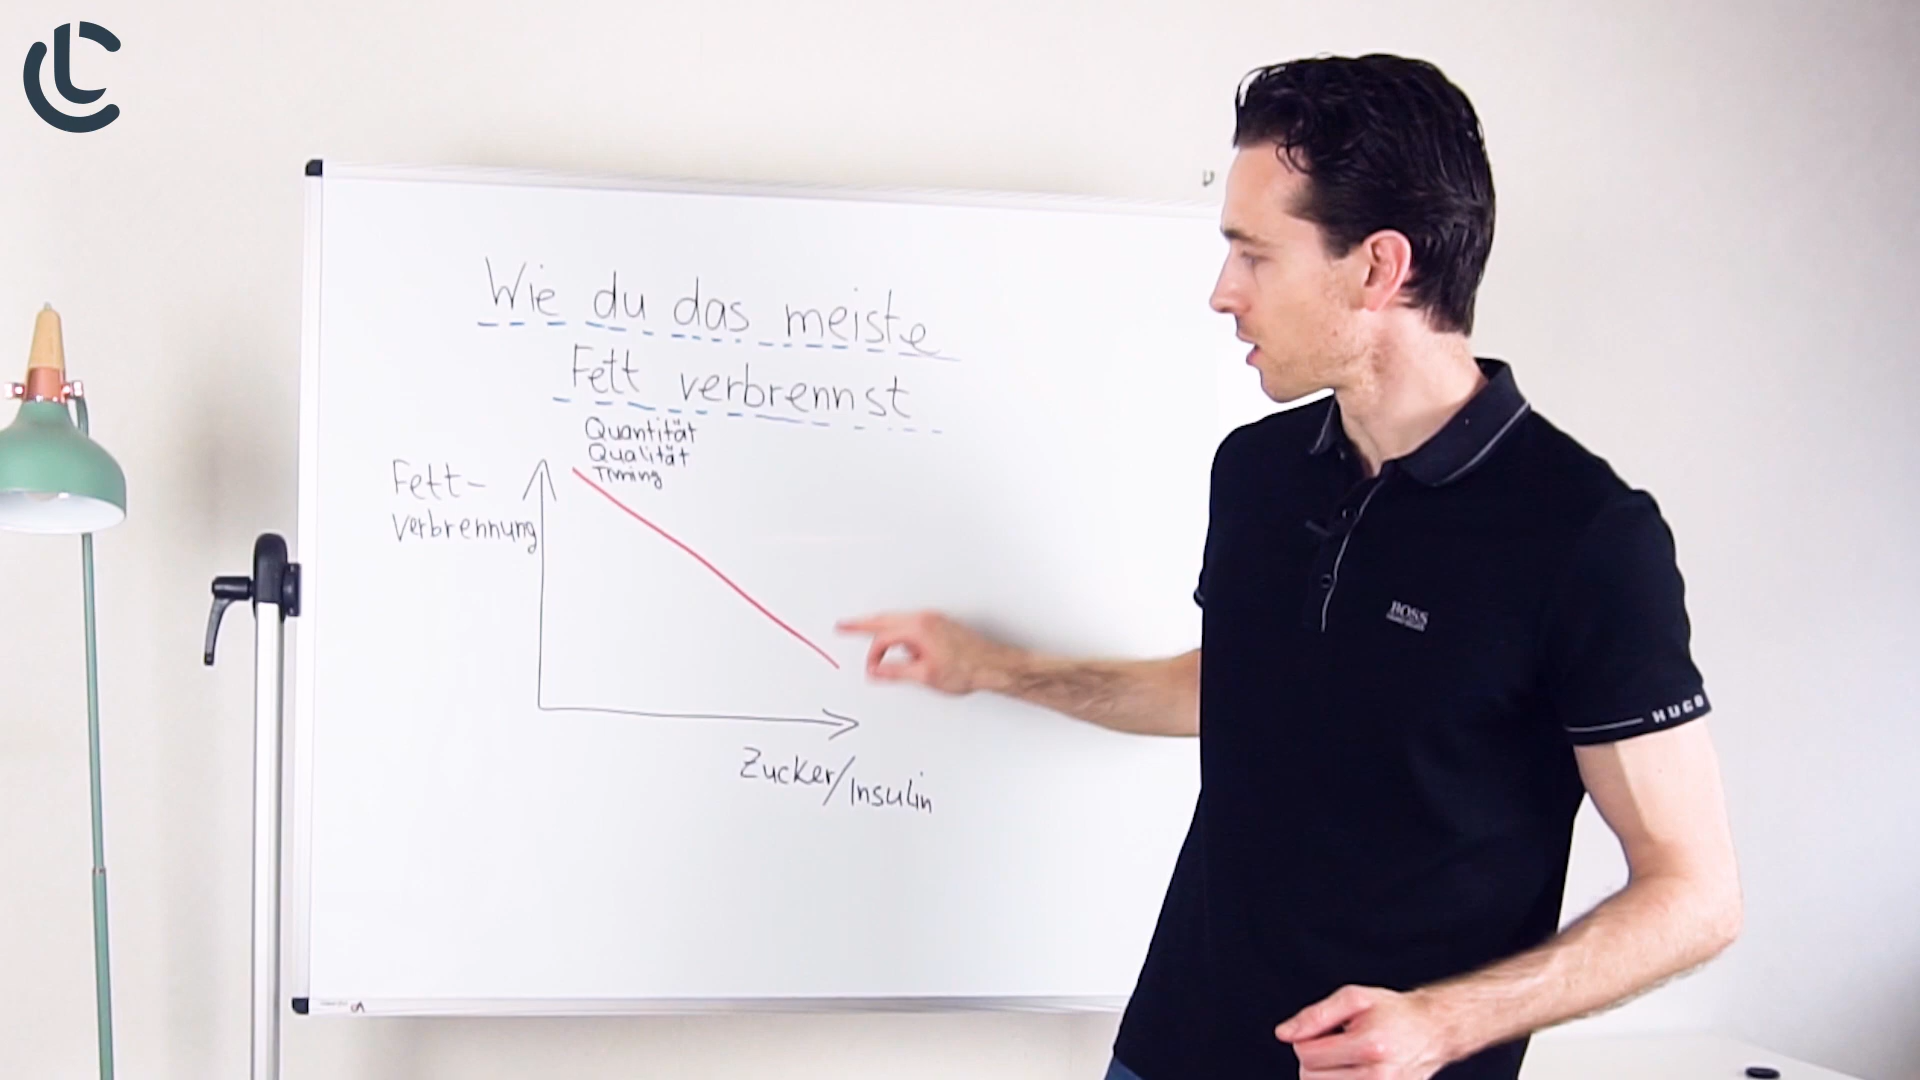 Wie du das meiste
Fett verbrennst
Quantität
Qualität
Timing
Fett-
verbrennung
Zucker/Insulin
BOSS
HUGO